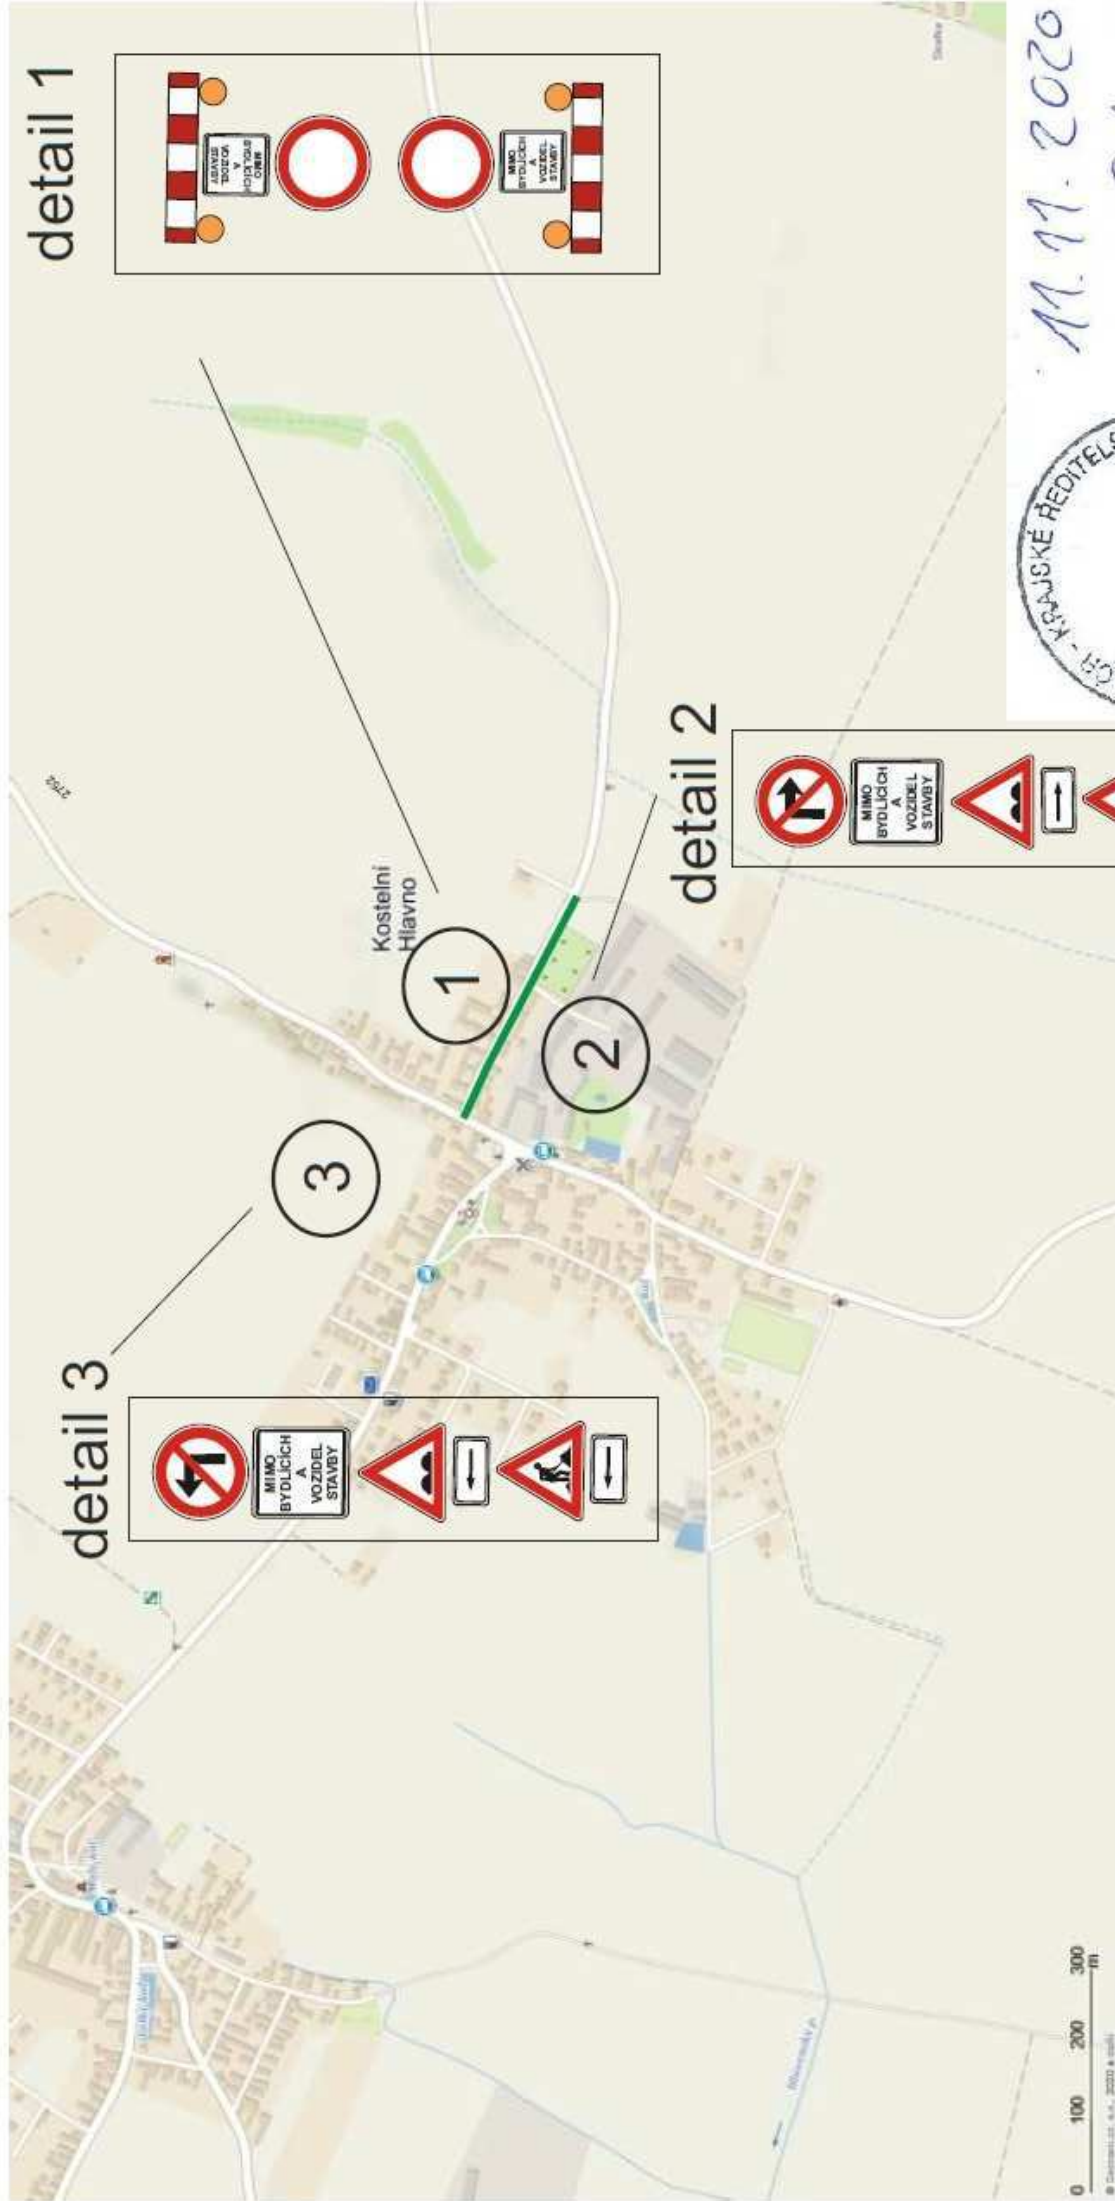 detail 1
MIMO
BYDLÍCÍCH
A
VOZIDEL
STAVBY
MIMO
BYDLÍCÍCH
A
VOZIDEL
STAVBY
detail 2
MIMO
BYDLÍCÍCH
A
VOZIDEL
STAVBY
detail 3
MIMO
BYDLÍCÍCH
A
VOZIDEL
STAVBY
1
2
3
Kostelní
Hlavno
2752
11. 11. 2020
KRAJSKÉ ŘEDITELS
0 100 200 300
m